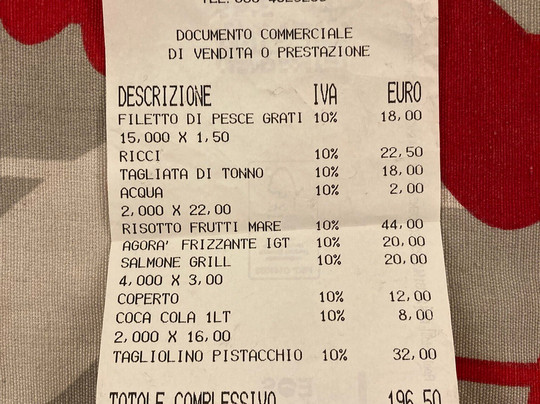 DOCUMENTO COMMERCIALE
DI VENDITA O PRESTAZIONE
DESCRIZIONE IVA EURO
FILETTO DI PESCE GRATI 10% 18,00
15,000 X 1,50
RICCI 10% 22,50
TAGLIATA DI TONNO 10% 18,00
ACQUA 10% 2,00
2,000 X 22,00
RISOTTO FRUTTI MARE 10% 44,00
AGORA' FRIZZANTE IGT 10% 20,00
SALMONE GRILL 10% 20,00
4,000 X 3,00
COPERTO 10% 12,00
COCA COLA 1LT 10% 8,00
2,000 X 16,00
TAGLIOLINO PISTACCHIO 10% 32,00
TOTALE COMPLESSIVO 196,50